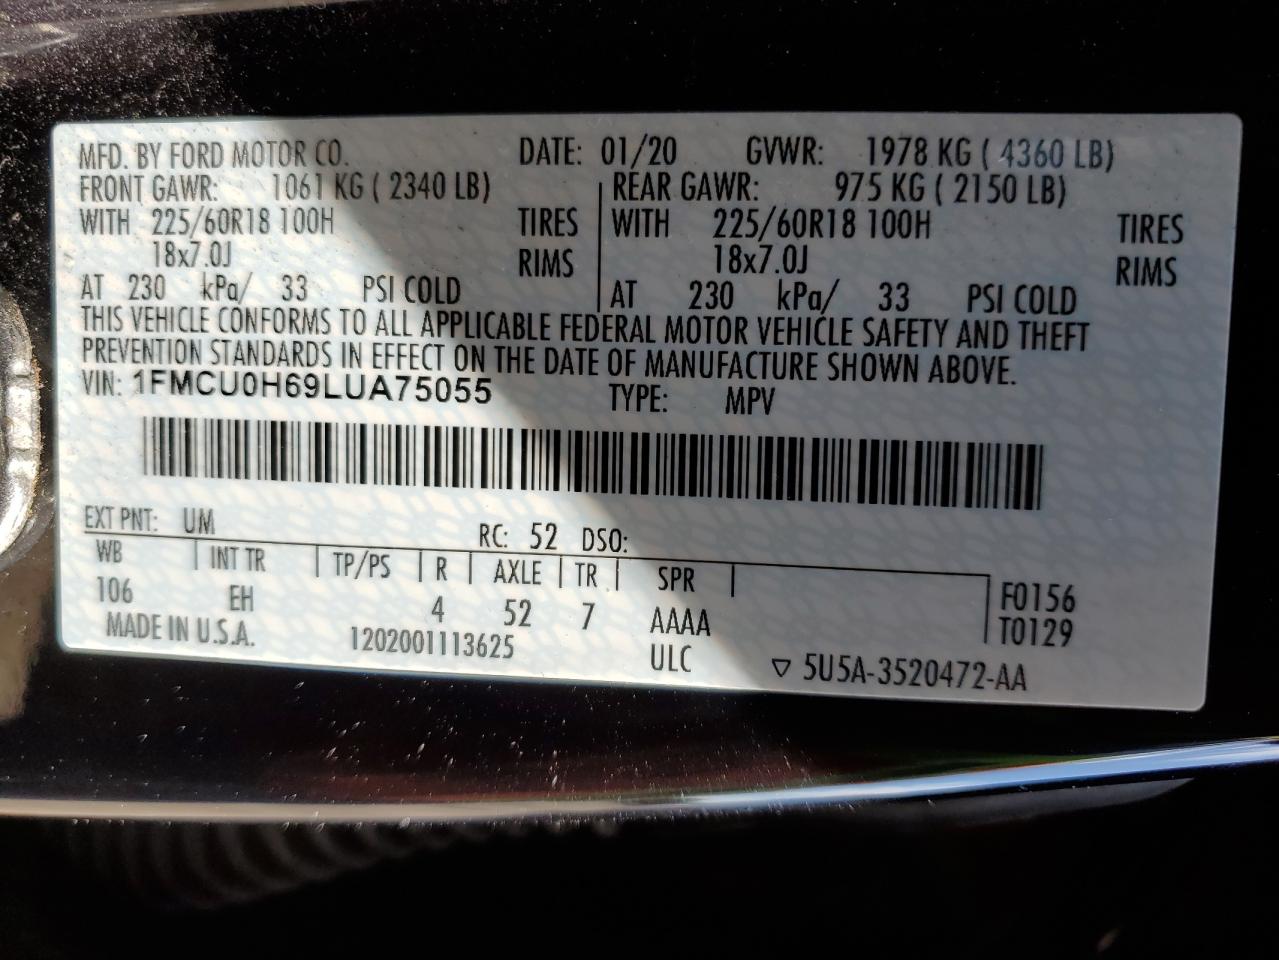 MFD. BY FORD MOTOR CO. DATE: 01/20 GVWR: 1978 KG ( 4360 LB)
FRONT GAWR: 1061 KG ( 2340 LB) REAR GAWR: 975 KG ( 2150 LB)
WITH 225/60R18 100H TIRES WITH 225/60R18 100H TIRES
18x7.0J RIMS 18x7.0J RIMS
AT 230 kPa/ 33 PSI COLD AT 230 kPa/ 33 PSI COLD
THIS VEHICLE CONFORMS TO ALL APPLICABLE FEDERAL MOTOR VEHICLE SAFETY AND THEFT
PREVENTION STANDARDS IN EFFECT ON THE DATE OF MANUFACTURE SHOWN ABOVE.
VIN: 1FMCU0H69LUA75055 TYPE: MPV
EXT PNT: UM RC: 52 DSO:
WB INT TR TP/PS R AXLE TR SPR
106 EH 4 52 7 AAAA F0156
MADE IN U.S.A. 1202001113625 ULC T0129
▽ 5U5A-3520472-AA